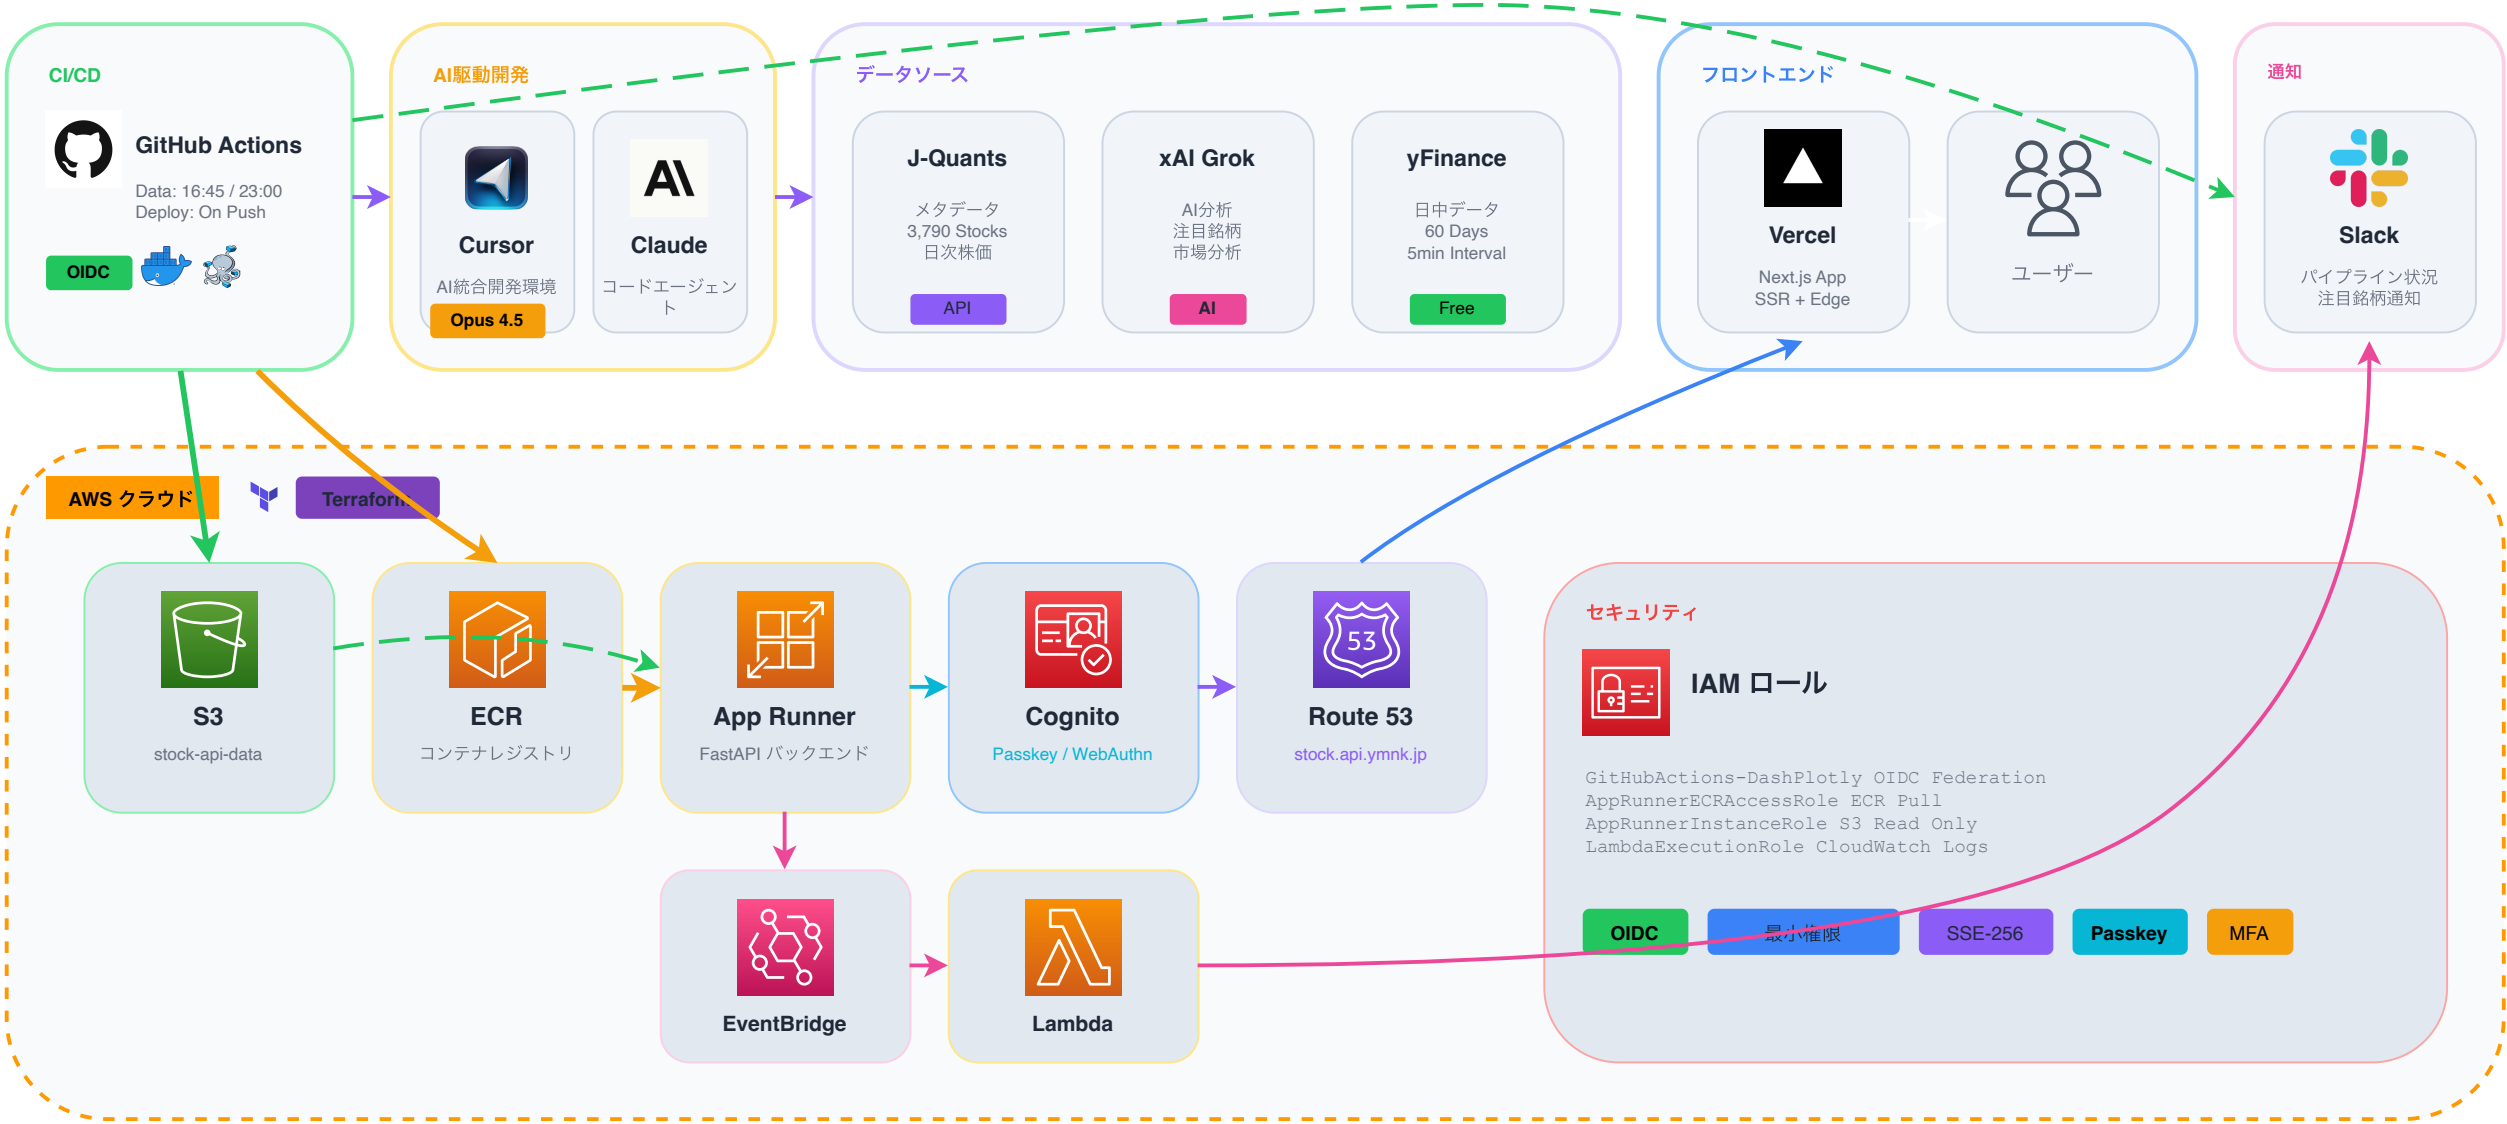 CI/CD
GitHub Actions
Data: 16:45 / 23:00
Deploy: On Push
OIDC
AI駆動開発
Cursor
AI統合開発環境
Opus 4.5
Claude
コードエージェン
ト
データソース
J-Quants
メタデータ
3,790 Stocks
日次株価
API
xAI Grok
AI分析
注目銘柄
市場分析
AI
yFinance
日中データ
60 Days
5min Interval
Free
フロントエンド
Vercel
Next.js App
SSR + Edge
ユーザー
通知
Slack
パイプライン状況
注目銘柄通知
AWS クラウド
Terraform
S3
stock-api-data
ECR
コンテナレジストリ
App Runner
FastAPI バックエンド
Cognito
Passkey / WebAuthn
53
Route 53
stock.api.ymnk.jp
EventBridge
Lambda
セキュリティ
IAM ロール
GitHubActions-DashPlotly OIDC Federation
AppRunnerECRAccessRole ECR Pull
AppRunnerInstanceRole S3 Read Only
LambdaExecutionRole CloudWatch Logs
OIDC
最小権限
SSE-256
Passkey
MFA